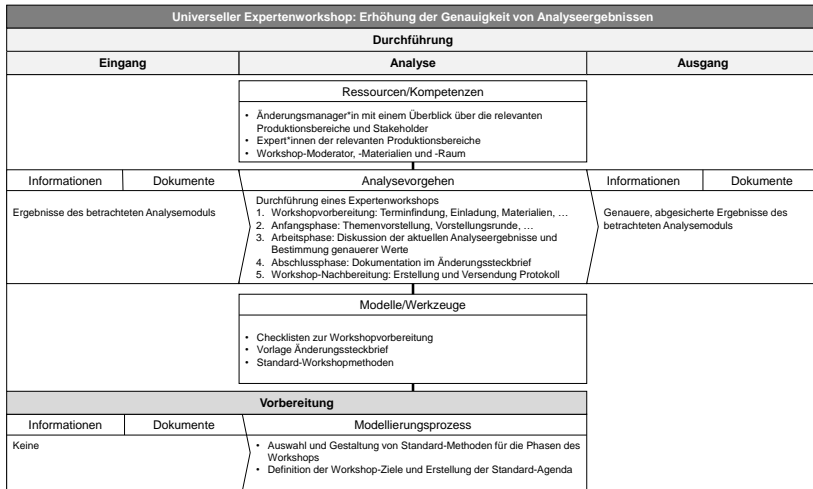 Universeller Expertenworkshop: Erhöhung der Genauigkeit von Analyseergebnissen
Durchführung
Eingang
Analyse
Ausgang
Ressourcen/Kompetenzen
• Änderungsmanager*in mit einem Überblick über die relevanten
Produktionsbereiche und Stakeholder
• Expert*innen der relevanten Produktionsbereiche
• Workshop-Moderator, -Materialien und -Raum
Informationen
Dokumente
Analysevorgehen
Informationen
Dokumente
Ergebnisse des betrachteten Analysemoduls
Durchführung eines Expertenworkshops
1. Workshopvorbereitung: Terminfindung, Einladung, Materialien, …
2. Anfangsphase: Themenvorstellung, Vorstellungsrunde, …
3. Arbeitsphase: Diskussion der aktuellen Analyseergebnisse und
Bestimmung genauerer Werte
4. Abschlussphase: Dokumentation im Änderungssteckbrief
5. Workshop-Nachbereitung: Erstellung und Versendung Protokoll
Genauere, abgesicherte Ergebnisse des
betrachteten Analysemoduls
Modelle/Werkzeuge
• Checklisten zur Workshopvorbereitung
• Vorlage Änderungssteckbrief
• Standard-Workshopmethoden
Vorbereitung
Informationen
Dokumente
Modellierungsprozess
Keine
• Auswahl und Gestaltung von Standard-Methoden für die Phasen des
Workshops
• Definition der Workshop-Ziele und Erstellung der Standard-Agenda